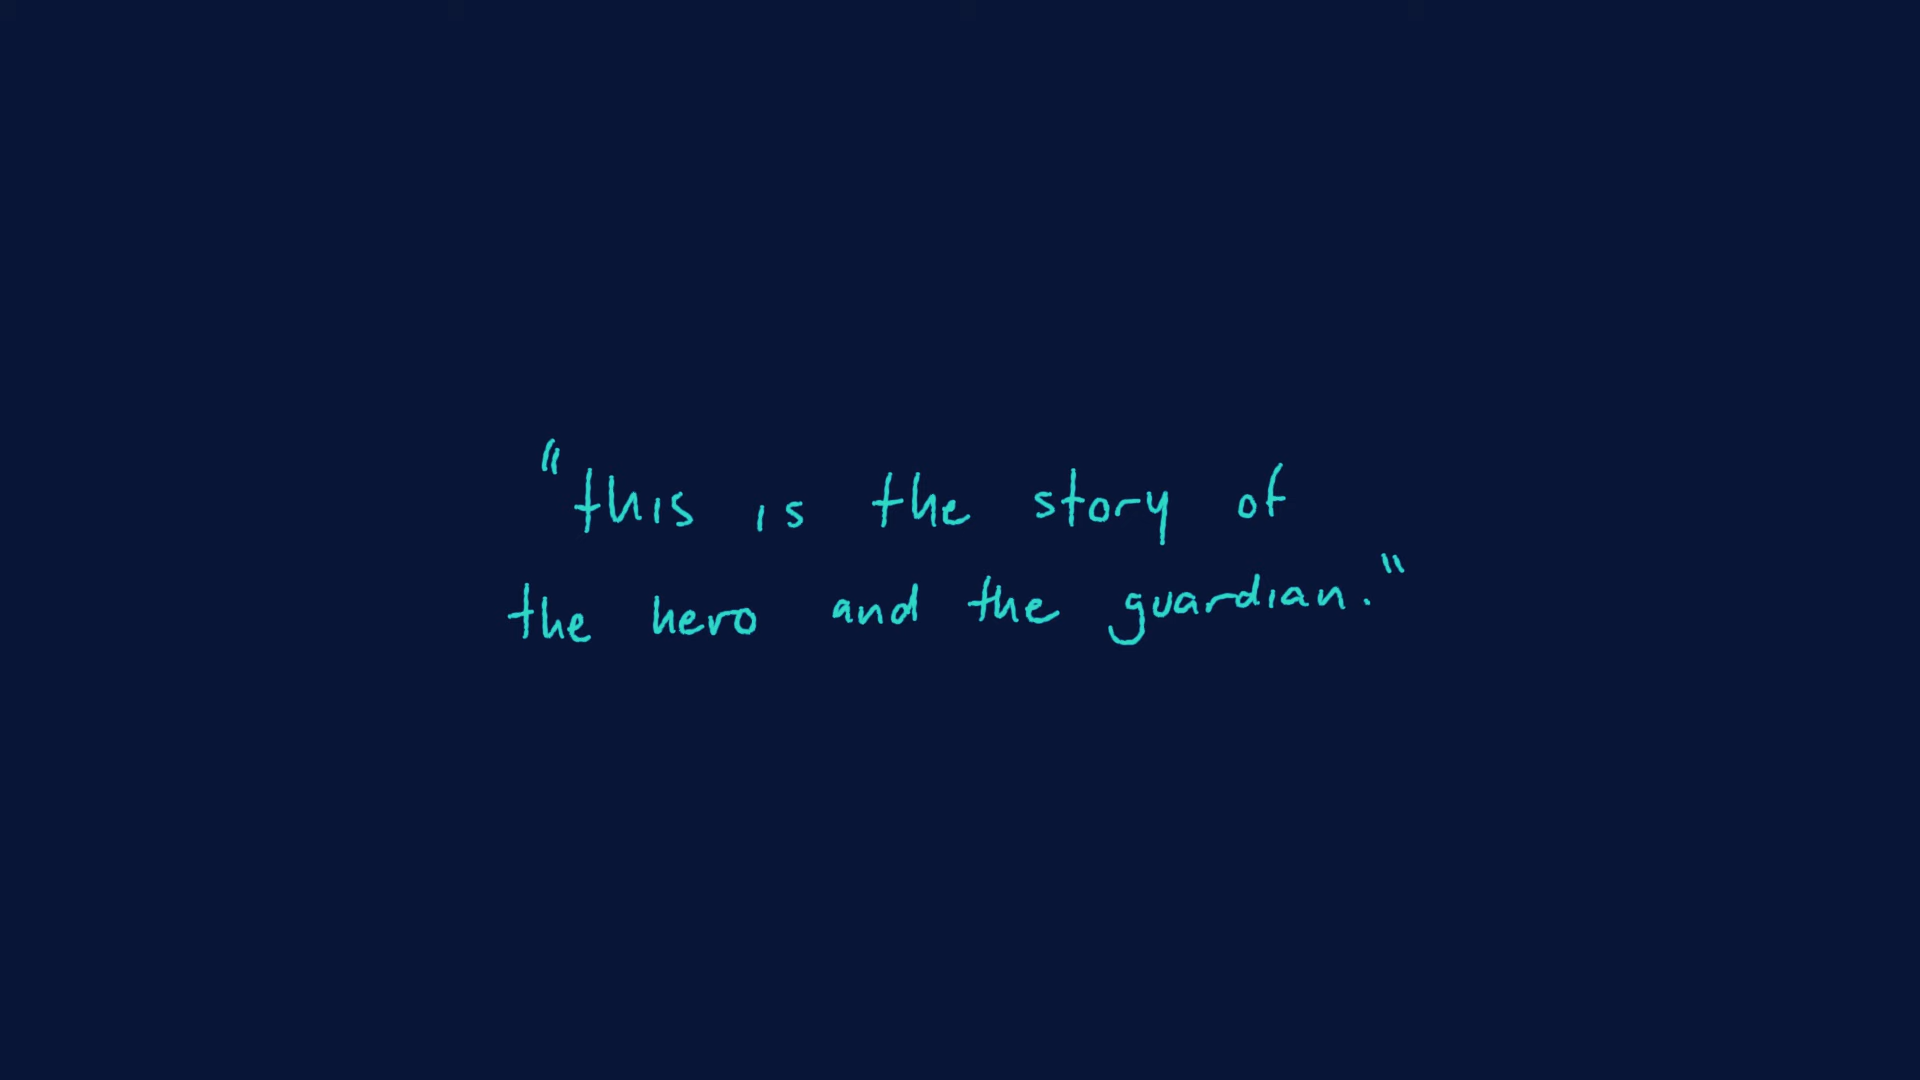 "this is the story of
the hero and the guardian."